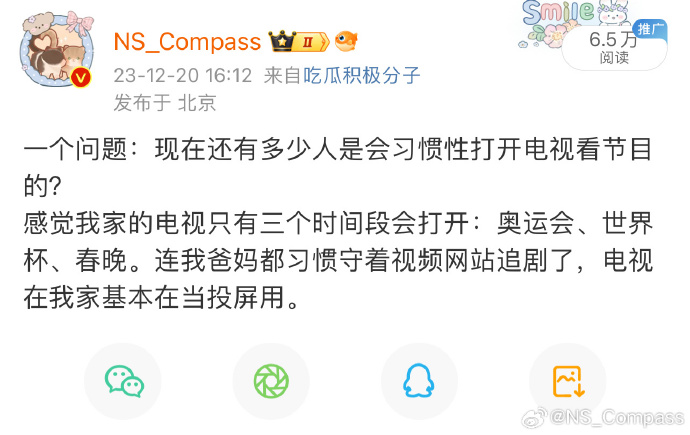 Smile
NS_Compass II
6.5万
推广
阅读
23-12-20 16:12 来自吃瓜积极分子
发布于 北京
一个问题：现在还有多少人是会习惯性打开电视看节目
的？
感觉我家的电视只有三个时间段会打开：奥运会、世界
杯、春晚。连我爸妈都习惯守着视频网站追剧了，电视
在我家基本在当投屏用。
@NS_Compass